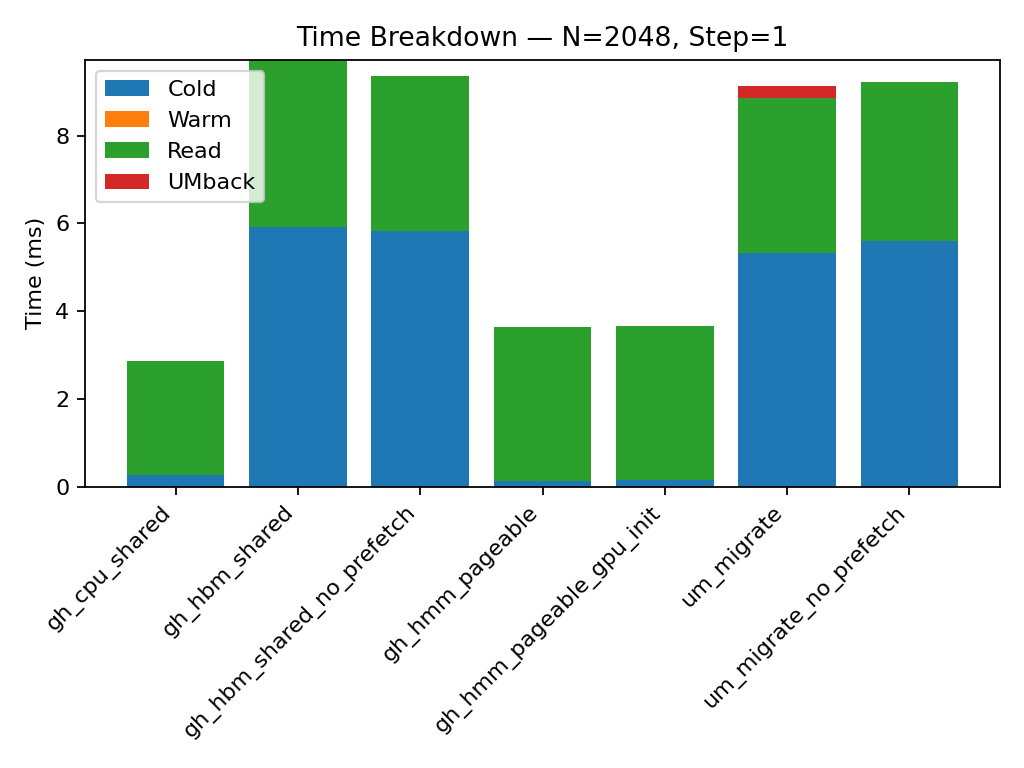 Time Breakdown — N=2048, Step=1
Cold
Warm
Read
UMback
Time (ms)
8
6
4
2
0
gh_cpu_shared
gh_hbm_shared
gh_hbm_shared_no_prefetch
gh_hmm_pageable
gh_hmm_pageable_gpu_init
um_migrate
um_migrate_no_prefetch